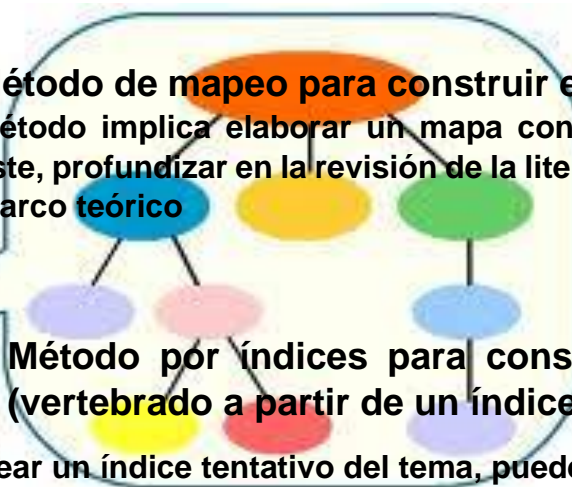 étodo de mapeo para construir e
étodo implica elaborar un mapa con
ste, profundizar en la revisión de la lite
arco teórico
Método por índices para cons
(vertebrado a partir de un índice
ear un índice tentativo del tema, puede